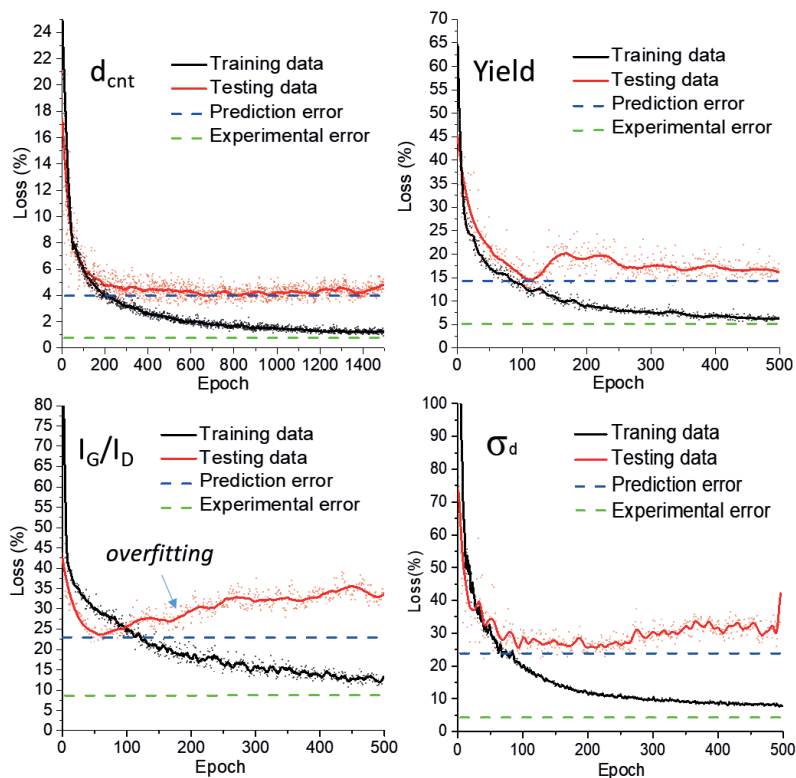 d_cnt
Training data
Testing data
Prediction error
Experimental error
24
22
20
18
16
14
12
10
8
6
4
2
0
Loss (%)
0 200 400 600 800 1000 1200 1400
Epoch
Yield
Training data
Testing data
Prediction error
Experimental error
70
65
60
55
50
45
40
35
30
25
20
15
10
5
0
Loss (%)
0 100 200 300 400 500
Epoch
I_G/I_D
Training data
Testing data
Prediction error
Experimental error
overfitting
80
75
70
65
60
55
50
45
40
35
30
25
20
15
10
5
0
Loss (%)
0 100 200 300 400 500
Epoch
σ_d
Traning data
Testing data
Prediction error
Experimental error
100
90
80
70
60
50
40
30
20
10
0
Loss(%)
0 100 200 300 400 500
Epoch